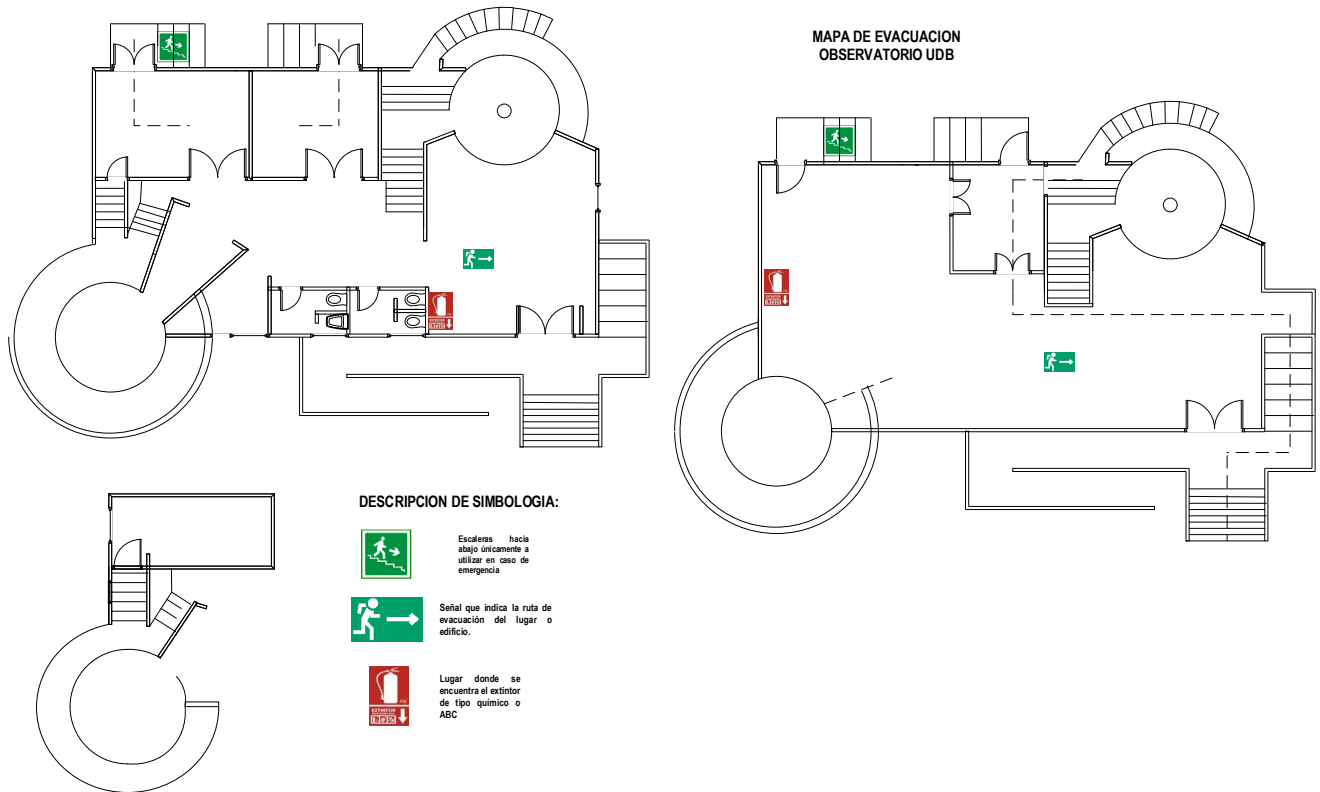 MAPA DE EVACUACION
OBSERVATORIO UDB
DESCRIPCION DE SIMBOLOGIA:
Escaleras hacia
abajo únicamente a
utilizar en caso de
emergencia
Señal que indica la ruta de
evacuación del lugar o
edificio.
EXTINTOR
Lugar donde se
encuentra el extintor
de tipo químico o
ABC